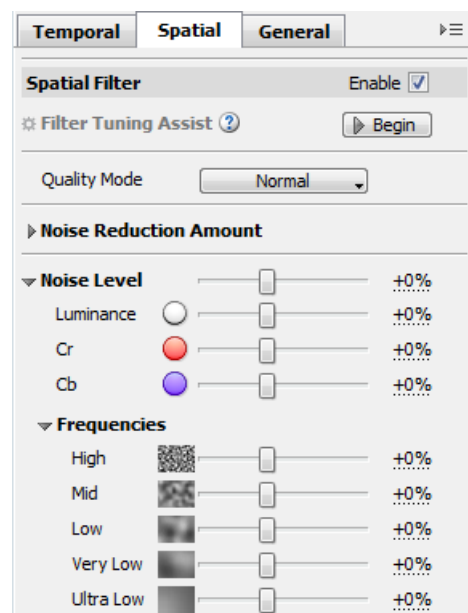 Temporal Spatial General
Spatial Filter Enable
Filter Tuning Assist ? Begin
Quality Mode Normal
Noise Reduction Amount
Noise Level +0%
Luminance +0%
Cr +0%
Cb +0%
Frequencies
High +0%
Mid +0%
Low +0%
Very Low +0%
Ultra Low +0%